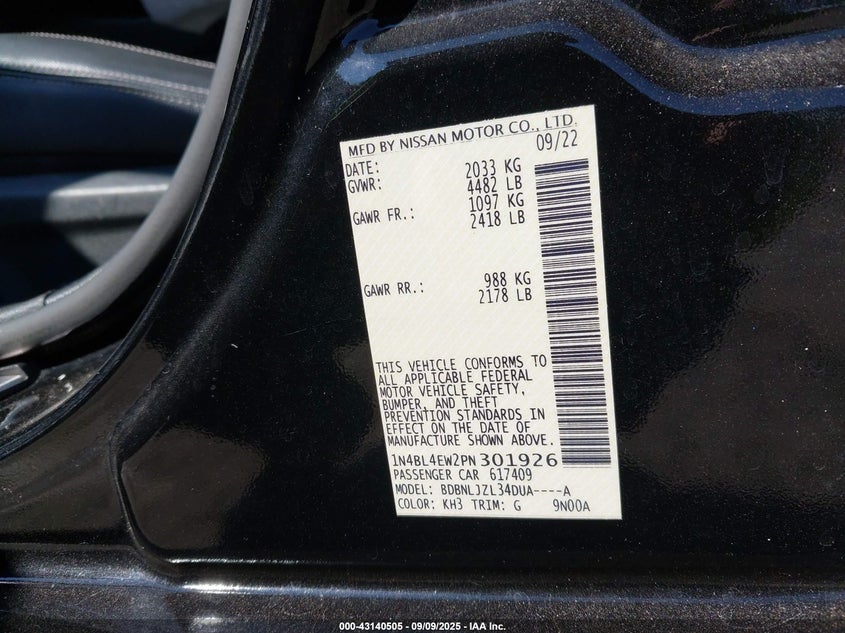 MFD BY NISSAN MOTOR CO., LTD.
DATE: 09/22
GVWR: 2033 KG
4482 LB
GAWR FR.: 1097 KG
2418 LB
GAWR RR.: 988 KG
2178 LB
THIS VEHICLE CONFORMS TO
ALL APPLICABLE FEDERAL
MOTOR VEHICLE SAFETY,
BUMPER, AND THEFT
PREVENTION STANDARDS IN
EFFECT ON THE DATE OF
MANUFACTURE SHOWN ABOVE.
1N4BL4EW2PN301926
PASSENGER CAR 617409
MODEL: BDBNLJZL34DUA----A
COLOR: KH3 TRIM: G 9N00A
000-43140505 - 09/09/2025 - IAA Inc.